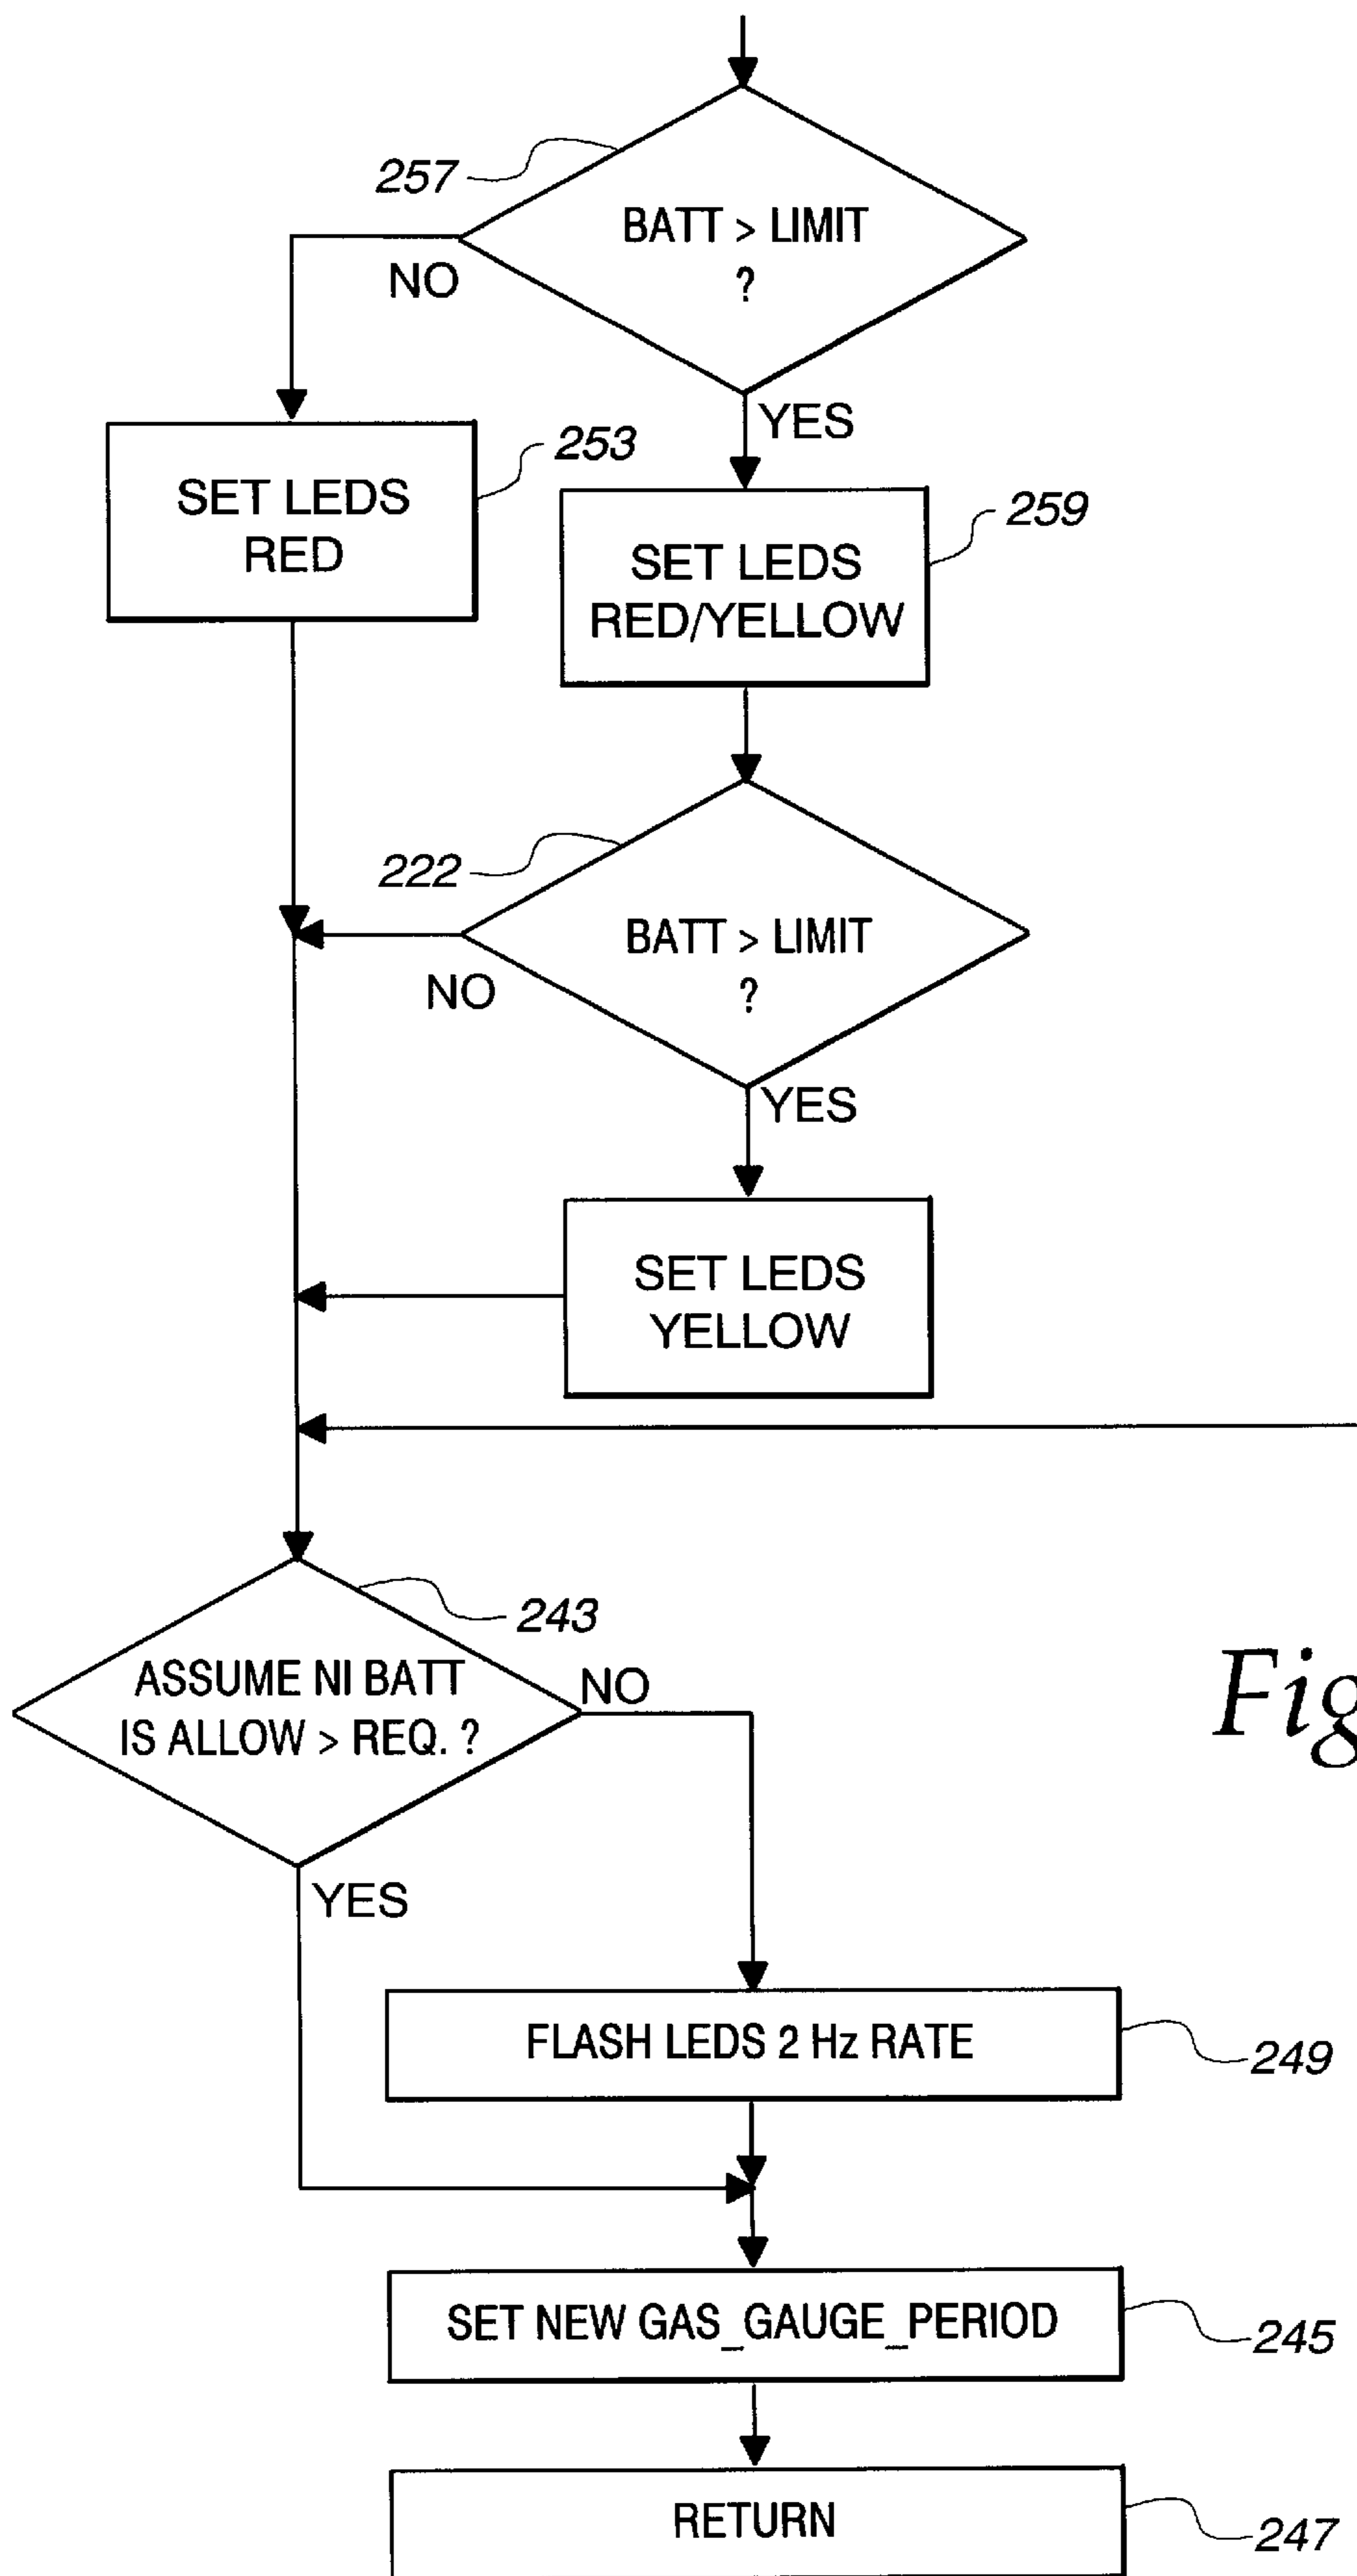 257
BATT > LIMIT
?
NO
YES
253
SET LEDS
RED
259
SET LEDS
RED/YELLOW
222
BATT > LIMIT
?
NO
YES
SET LEDS
YELLOW
243
ASSUME NI BATT
IS ALLOW > REQ. ?
NO
Fig
YES
FLASH LEDS 2 Hz RATE
249
SET NEW GAS_GAUGE_PERIOD
245
RETURN
247